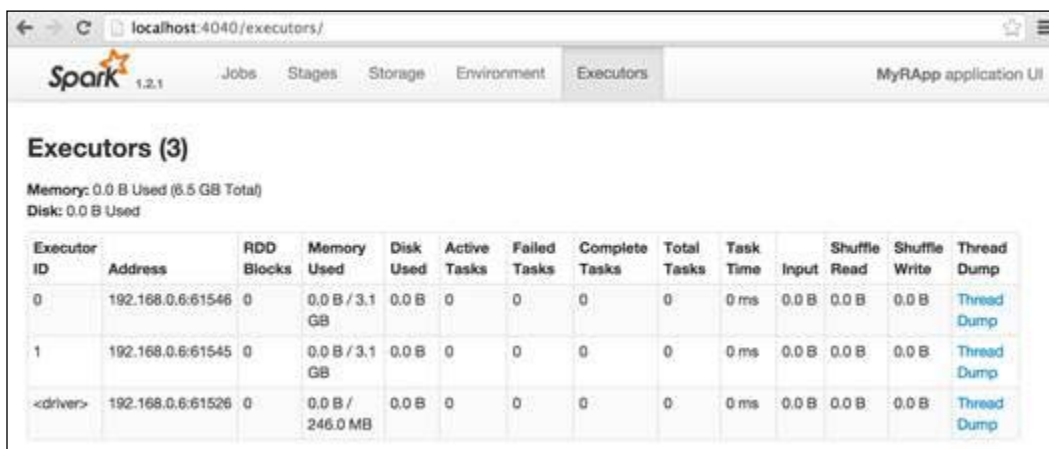 localhost:4040/executors/
Spark 1.2.1 Jobs Stages Storage Environment Executors MyRApp application UI
Executors (3)
Memory: 0.0 B Used (6.5 GB Total)
Disk: 0.0 B Used
Executor ID Address RDD Blocks Memory Used Disk Used Active Tasks Failed Tasks Complete Tasks Total Tasks Task Time Input Shuffle Read Shuffle Write Thread Dump
0 192.168.0.6:61546 0 0.0 B / 3.1 GB 0.0 B 0 0 0 0 0 ms 0.0 B 0.0 B 0.0 B Thread Dump
1 192.168.0.6:61545 0 0.0 B / 3.1 GB 0.0 B 0 0 0 0 0 ms 0.0 B 0.0 B 0.0 B Thread Dump
<driver> 192.168.0.6:61526 0 0.0 B / 246.0 MB 0.0 B 0 0 0 0 0 ms 0.0 B 0.0 B 0.0 B Thread Dump